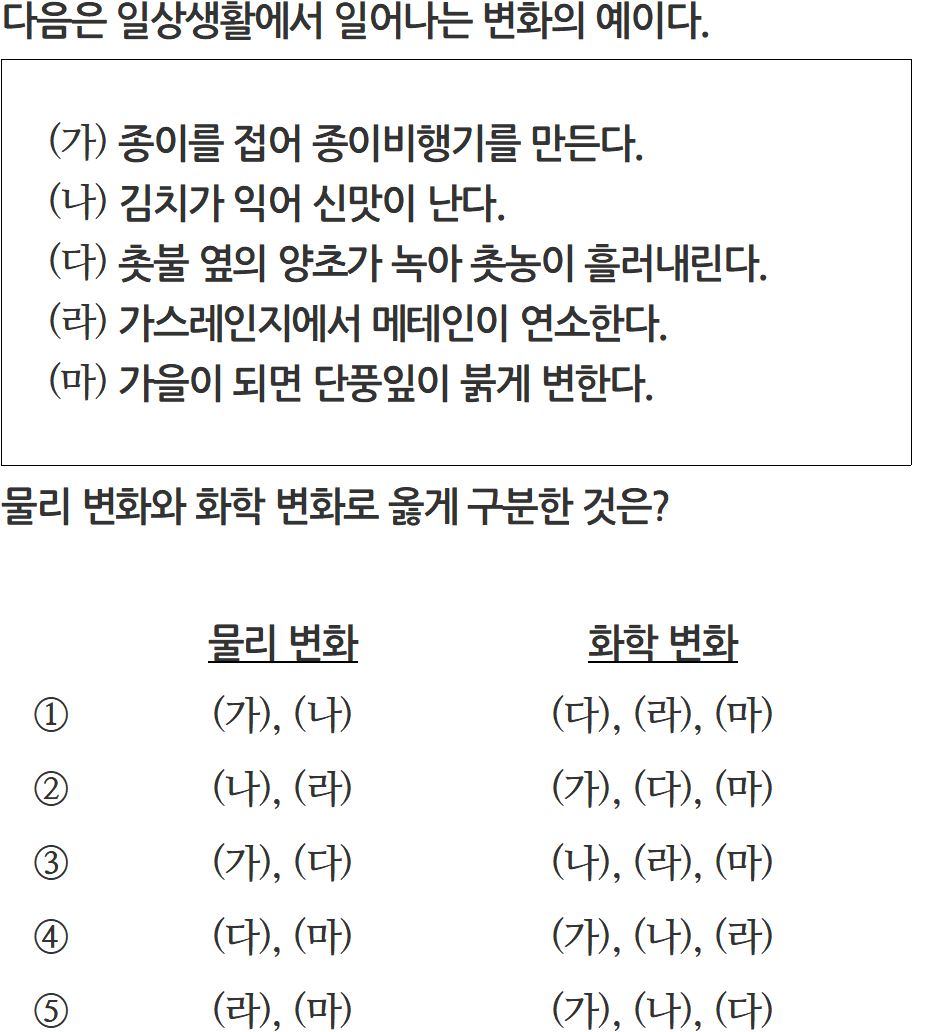 다음은 일상생활에서 일어나는 변화의 예이다.
(가) 종이를 접어 종이비행기를 만든다.
(나) 김치가 익어 신맛이 난다.
(다) 촛불 옆의 양초가 녹아 촛농이 흘러내린다.
(라) 가스레인지에서 메테인이 연소한다.
(마) 가을이 되면 단풍잎이 붉게 변한다.
물리 변화와 화학 변화로 옳게 구분한 것은?
물리 변화 화학 변화
① (가), (나) (다), (라), (마)
② (나), (라) (가), (다), (마)
③ (가), (다) (나), (라), (마)
④ (다), (마) (가), (나), (라)
⑤ (라), (마) (가), (나), (다)